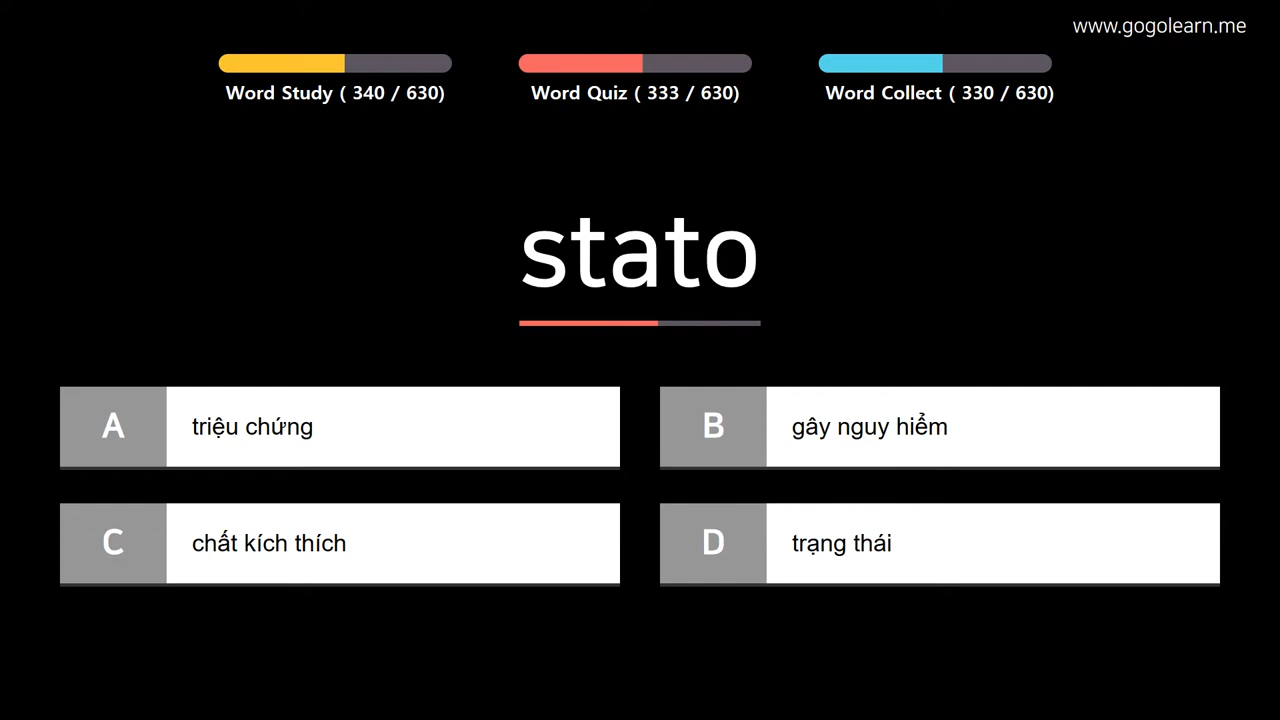 www.gogolearn.me
Word Study ( 340 / 630)
Word Quiz ( 333 / 630)
Word Collect ( 330 / 630)
stato
A triệu chứng
B gây nguy hiểm
C chất kích thích
D trạng thái